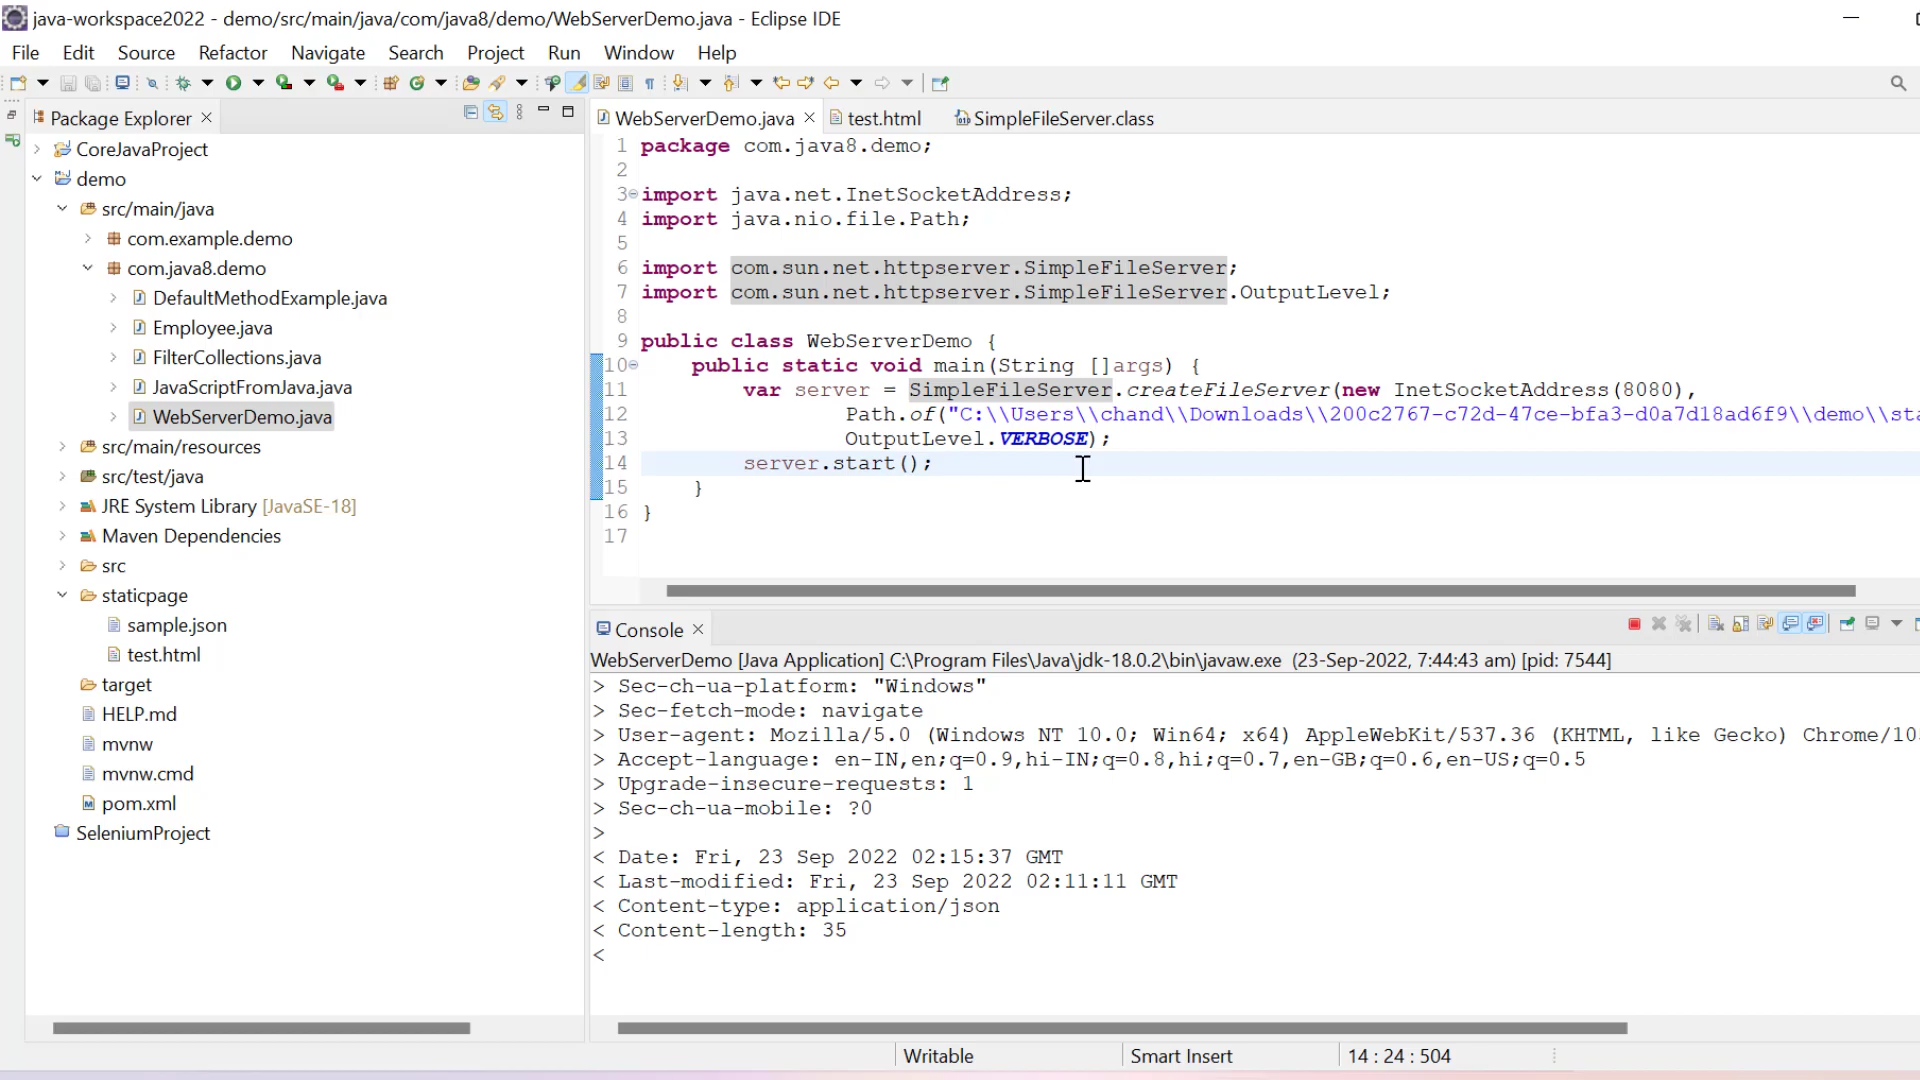 java-workspace2022 - demo/src/main/java/com/java8/demo/WebServerDemo.java - Eclipse IDE
File Edit Source Refactor Navigate Search Project Run Window Help
Package Explorer
CoreJavaProject
demo
src/main/java
com.example.demo
com.java8.demo
DefaultMethodExample.java
Employee.java
FilterCollections.java
JavaScriptFromJava.java
WebServerDemo.java
src/main/resources
src/test/java
JRE System Library [JavaSE-18]
Maven Dependencies
src
staticpage
sample.json
test.html
target
HELP.md
mvnw
mvnw.cmd
pom.xml
SeleniumProject
WebServerDemo.java test.html SimpleFileServer.class
1 package com.java8.demo;
2
3 import java.net.InetSocketAddress;
4 import java.nio.file.Path;
5
6 import com.sun.net.httpserver.SimpleFileServer;
7 import com.sun.net.httpserver.SimpleFileServer.OutputLevel;
8
9 public class WebServerDemo {
10 public static void main(String []args) {
11 var server = SimpleFileServer.createFileServer(new InetSocketAddress(8080),
12 Path.of("C:\\Users\\chand\\Downloads\\200c2767-c72d-47ce-bfa3-d0a7d18ad6f9\\demo\\sta
13 OutputLevel.VERBOSE);
14 server.start();
15 }
16 }
17
Console
WebServerDemo [Java Application] C:\Program Files\Java\jdk-18.0.2\bin\javaw.exe (23-Sep-2022, 7:44:43 am) [pid: 7544]
> Sec-ch-ua-platform: "Windows"
> Sec-fetch-mode: navigate
> User-agent: Mozilla/5.0 (Windows NT 10.0; Win64; x64) AppleWebKit/537.36 (KHTML, like Gecko) Chrome/10
> Accept-language: en-IN,en;q=0.9,hi-IN;q=0.8,hi;q=0.7,en-GB;q=0.6,en-US;q=0.5
> Upgrade-insecure-requests: 1
> Sec-ch-ua-mobile: ?0
>
< Date: Fri, 23 Sep 2022 02:15:37 GMT
< Last-modified: Fri, 23 Sep 2022 02:11:11 GMT
< Content-type: application/json
< Content-length: 35
<
Writable Smart Insert 14 : 24 : 504